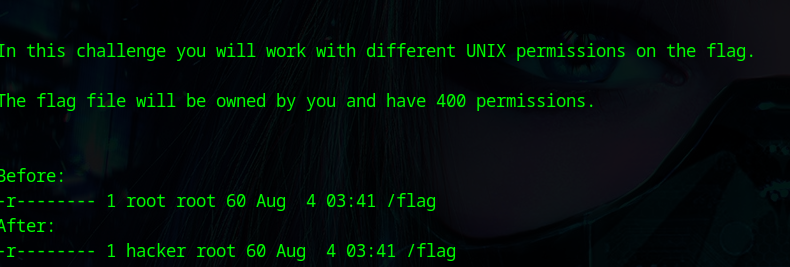 In this challenge you will work with different UNIX permissions on the flag.
The flag file will be owned by you and have 400 permissions.
Before:
-r-------- 1 root root 60 Aug  4 03:41 /flag
After:
-r-------- 1 hacker root 60 Aug  4 03:41 /flag